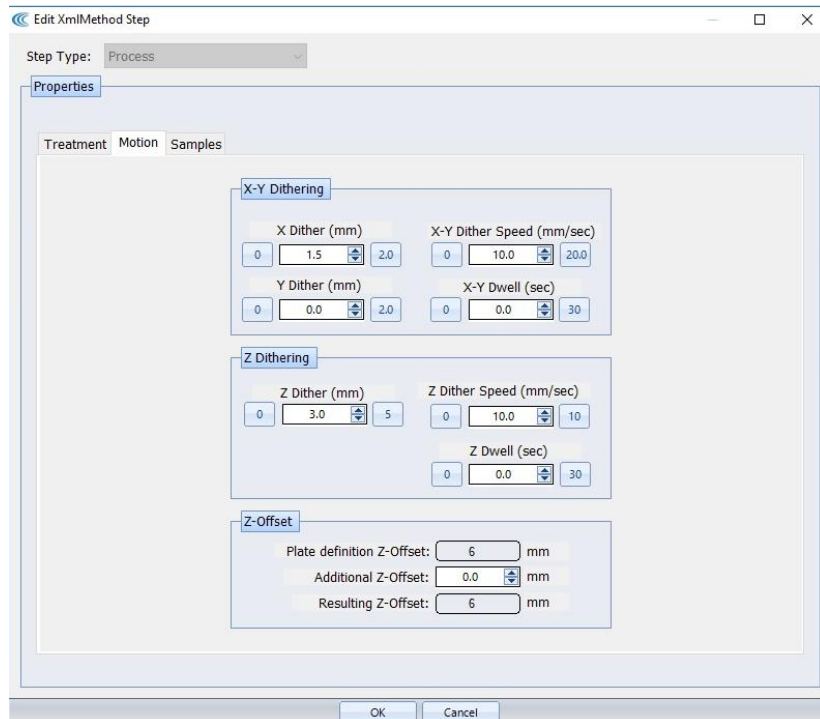 Edit XmlMethod Step
Step Type: Process
Properties
Treatment Motion Samples
X-Y Dithering
X Dither (mm) X-Y Dither Speed (mm/sec)
0 1.5 2.0 0 10.0 20.0
Y Dither (mm) X-Y Dwell (sec)
0 0.0 2.0 0 0.0 30
Z Dithering
Z Dither (mm) Z Dither Speed (mm/sec)
0 3.0 5 0 10.0 10
Z Dwell (sec)
0 0.0 30
Z-Offset
Plate definition Z-Offset: 6 mm
Additional Z-Offset: 0.0 mm
Resulting Z-Offset: 6 mm
OK Cancel